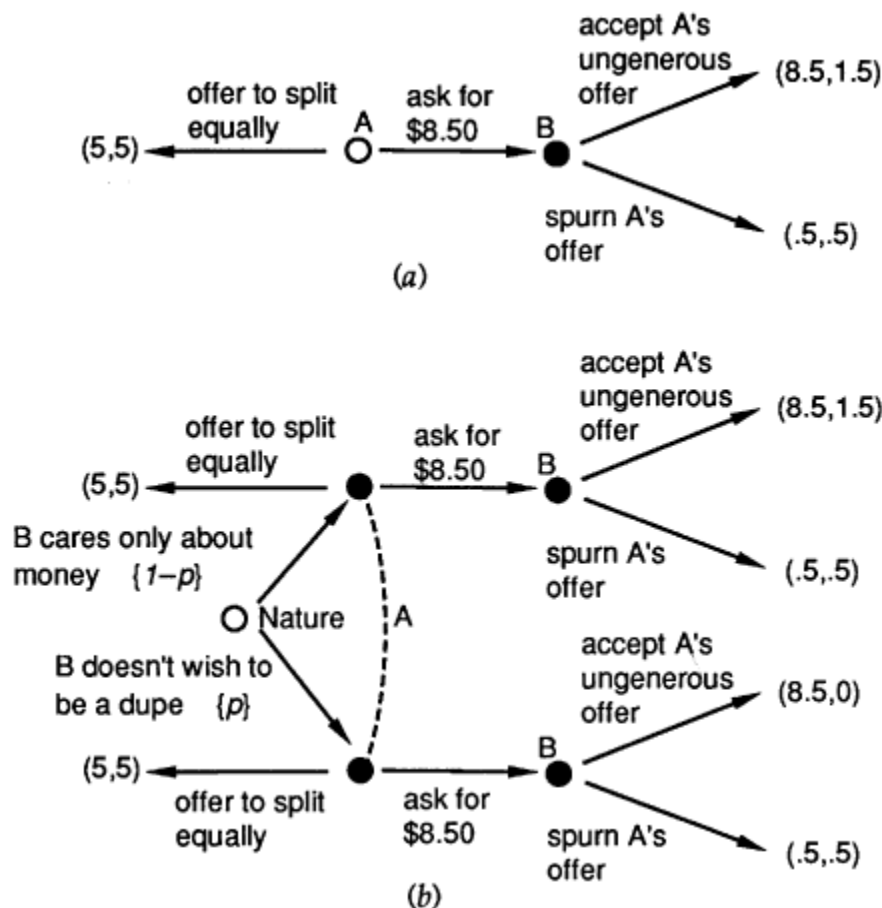 accept A's
ungenerous
offer
(8.5,1.5)
offer to split
equally
A
ask for
$8.50
B
(5,5)
spurn A's
offer
(.5,.5)
(a)
accept A's
ungenerous
offer
(8.5,1.5)
offer to split
equally
ask for
$8.50
B
(5,5)
B cares only about
money {1−p}
spurn A's
offer
(.5,.5)
Nature
A
B doesn't wish to
be a dupe {p}
accept A's
ungenerous
offer
(8.5,0)
B
(5,5)
offer to split
equally
ask for
$8.50
spurn A's
offer
(.5,.5)
(b)